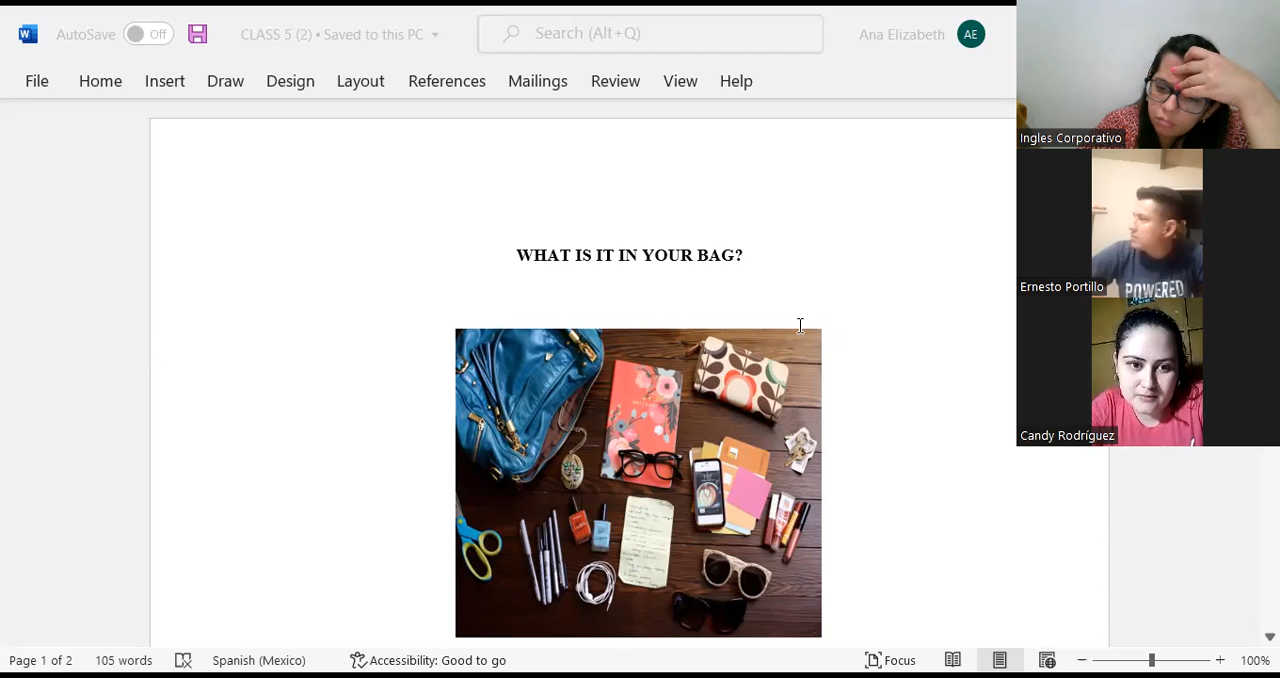 AutoSave Off CLASS 5 (2) • Saved to this PC Search (Alt+Q) Ana Elizabeth AE
File Home Insert Draw Design Layout References Mailings Review View Help
Ingles Corporativo
POWERED
Ernesto Portillo
Candy Rodríguez
WHAT IS IT IN YOUR BAG?
Page 1 of 2 105 words Spanish (Mexico) Accessibility: Good to go Focus 100%